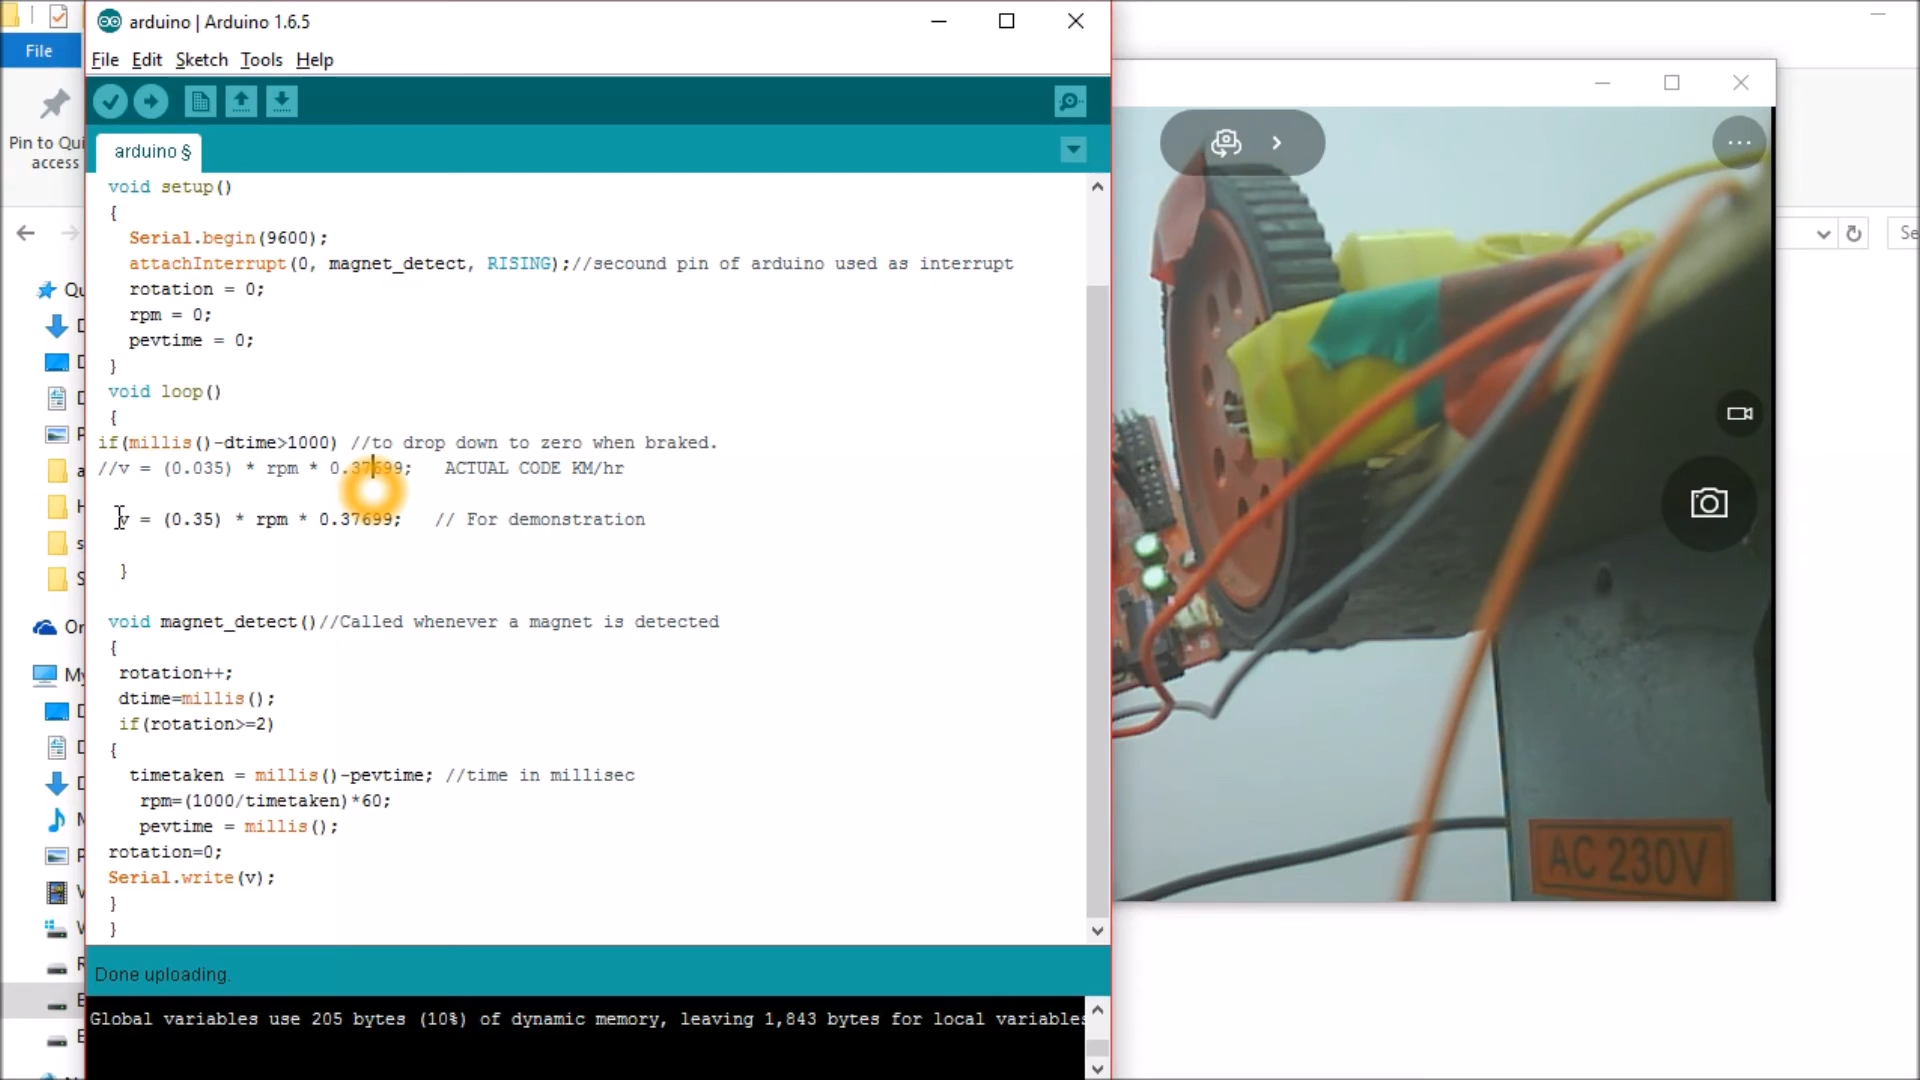 arduino | Arduino 1.6.5
File
File Edit Sketch Tools Help
Pin to Qui
access
arduino §
void setup()
{
Serial.begin(9600);
attachInterrupt(0, magnet_detect, RISING);//secound pin of arduino used as interrupt
rotation = 0;
rpm = 0;
pevtime = 0;
}
void loop()
{
if(millis()-dtime>1000) //to drop down to zero when braked.
//v = (0.035) * rpm * 0.37699;   ACTUAL CODE KM/hr
v = (0.35) * rpm * 0.37699;   // For demonstration
}
void magnet_detect()//Called whenever a magnet is detected
{
rotation++;
dtime=millis();
if(rotation>=2)
{
timetaken = millis()-pevtime; //time in millisec
rpm=(1000/timetaken)*60;
pevtime = millis();
rotation=0;
Serial.write(v);
}
}
Done uploading.
Global variables use 205 bytes (10%) of dynamic memory, leaving 1,843 bytes for local variables
Se
AC 230V